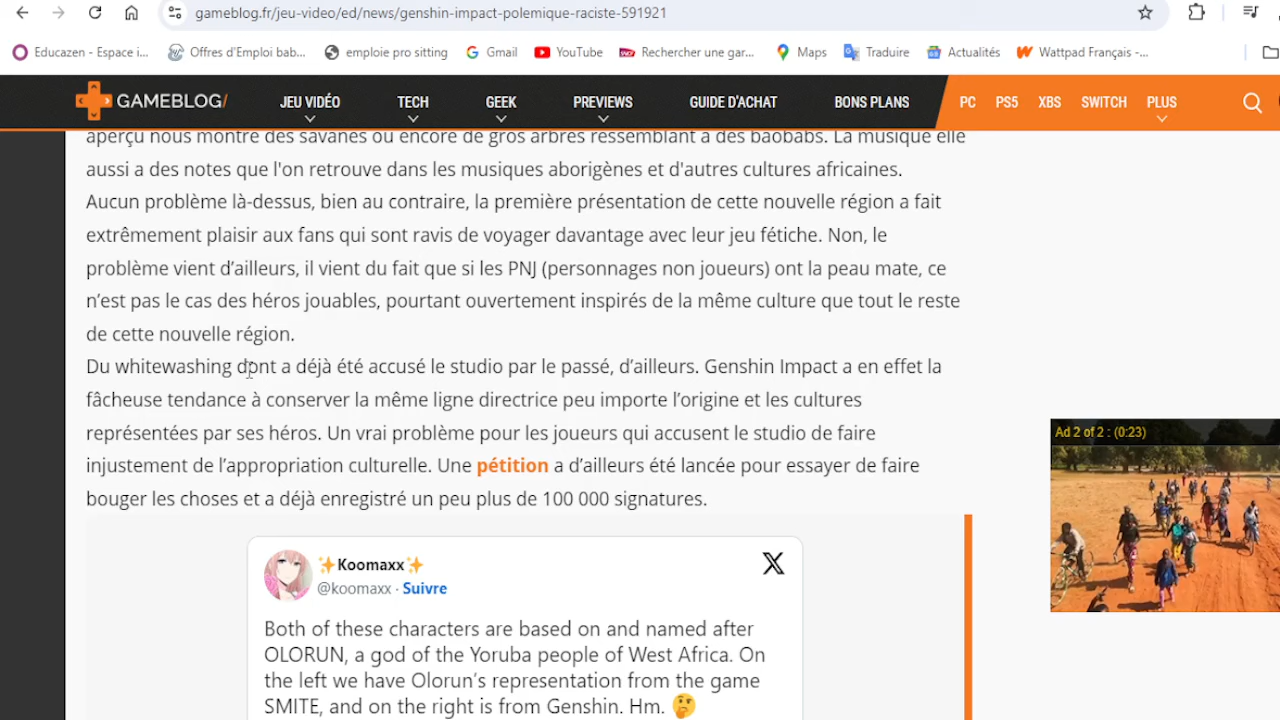 gameblog.fr/jeu-video/ed/news/genshin-impact-polemique-raciste-591921
Educazen - Espace i... Offres d'Emploi bab... emploie pro sitting Gmail YouTube Rechercher une gar... Maps Traduire Actualités Wattpad Français -...
GAMEBLOG/ JEU VIDÉO TECH GEEK PREVIEWS GUIDE D'ACHAT BONS PLANS PC PS5 XBS SWITCH PLUS
aperçu nous montre des savanes ou encore de gros arbres ressemblant à des baobabs. La musique elle
aussi a des notes que l'on retrouve dans les musiques aborigènes et d'autres cultures africaines.
Aucun problème là-dessus, bien au contraire, la première présentation de cette nouvelle région a fait
extrêmement plaisir aux fans qui sont ravis de voyager davantage avec leur jeu fétiche. Non, le
problème vient d'ailleurs, il vient du fait que si les PNJ (personnages non joueurs) ont la peau mate, ce
n'est pas le cas des héros jouables, pourtant ouvertement inspirés de la même culture que tout le reste
de cette nouvelle région.
Du whitewashing dont a déjà été accusé le studio par le passé, d'ailleurs. Genshin Impact a en effet la
fâcheuse tendance à conserver la même ligne directrice peu importe l'origine et les cultures
représentées par ses héros. Un vrai problème pour les joueurs qui accusent le studio de faire
injustement de l'appropriation culturelle. Une pétition a d'ailleurs été lancée pour essayer de faire
bouger les choses et a déjà enregistré un peu plus de 100 000 signatures.
Ad 2 of 2 : (0:23)
✨Koomaxx✨
@koomaxx · Suivre
Both of these characters are based on and named after
OLORUN, a god of the Yoruba people of West Africa. On
the left we have Olorun's representation from the game
SMITE, and on the right is from Genshin. Hm. 🤔